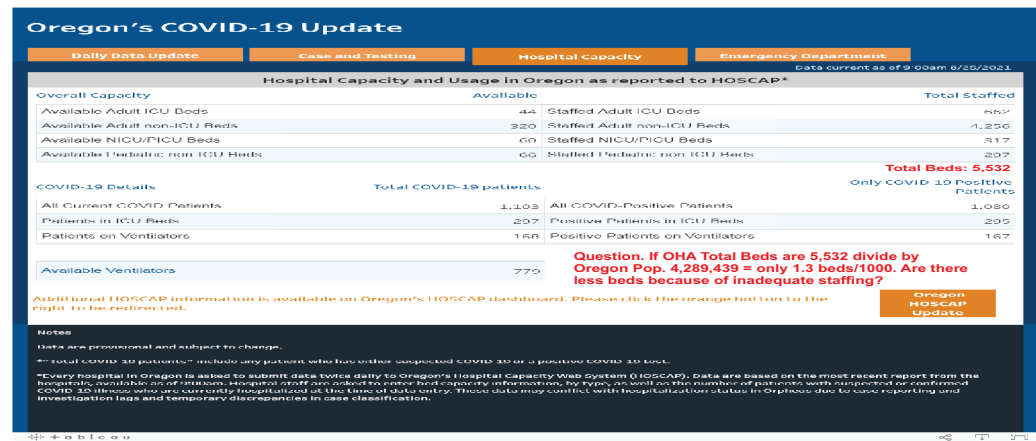 Oregon's COVID-19 Update
Daily Data Update Case and Testing Hospital Capacity Emergency Department
Data current as of 9:00am 8/25/2021
Hospital Capacity and Usage in Oregon as reported to HOSCAP*
Overall Capacity Available Total Staffed
Available Adult ICU Beds 44 Staffed Adult ICU Beds 662
Available Adult non-ICU Beds 320 Staffed Adult non-ICU Beds 4,256
Available NICU/PICU Beds 60 Staffed NICU/PICU Beds 317
Available Pediatric non ICU Beds 66 Staffed Pediatric non ICU Beds 297
Total Beds: 5,532
COVID-19 Details Total COVID-19 patients Only COVID-19 Positive
Patients
All Current COVID Patients 1,103 All COVID-Positive Patients 1,080
Patients in ICU Beds 297 Positive Patients in ICU Beds 295
Patients on Ventilators 168 Positive Patients on Ventilators 167
Available Ventilators 779
Question. If OHA Total Beds are 5,532 divide by
Oregon Pop. 4,289,439 = only 1.3 beds/1000. Are there
less beds because of inadequate staffing?
Additional HOSCAP information is available on Oregon's HOSCAP dashboard. Please click the orange button to the
right to be redirected.
Oregon
HOSCAP
Update
Notes
Data are provisional and subject to change.
*"Total COVID-19 patients" include any patient who has either suspected COVID-19 or a positive COVID-19 test.
*Every hospital in Oregon is asked to submit data twice daily to Oregon's Hospital Capacity Web System (HOSCAP). Data are based on the most recent report from the
hospitals, available as of 9:00am. Hospital staff are asked to enter bed capacity information, by type, as well as the number of patients with suspected or confirmed
COVID-19 illness who are currently hospitalized at the time of data entry. These data may conflict with hospitalization status in Orpheus due to case reporting and
investigation lags and temporary discrepancies in case classification.
+ableau